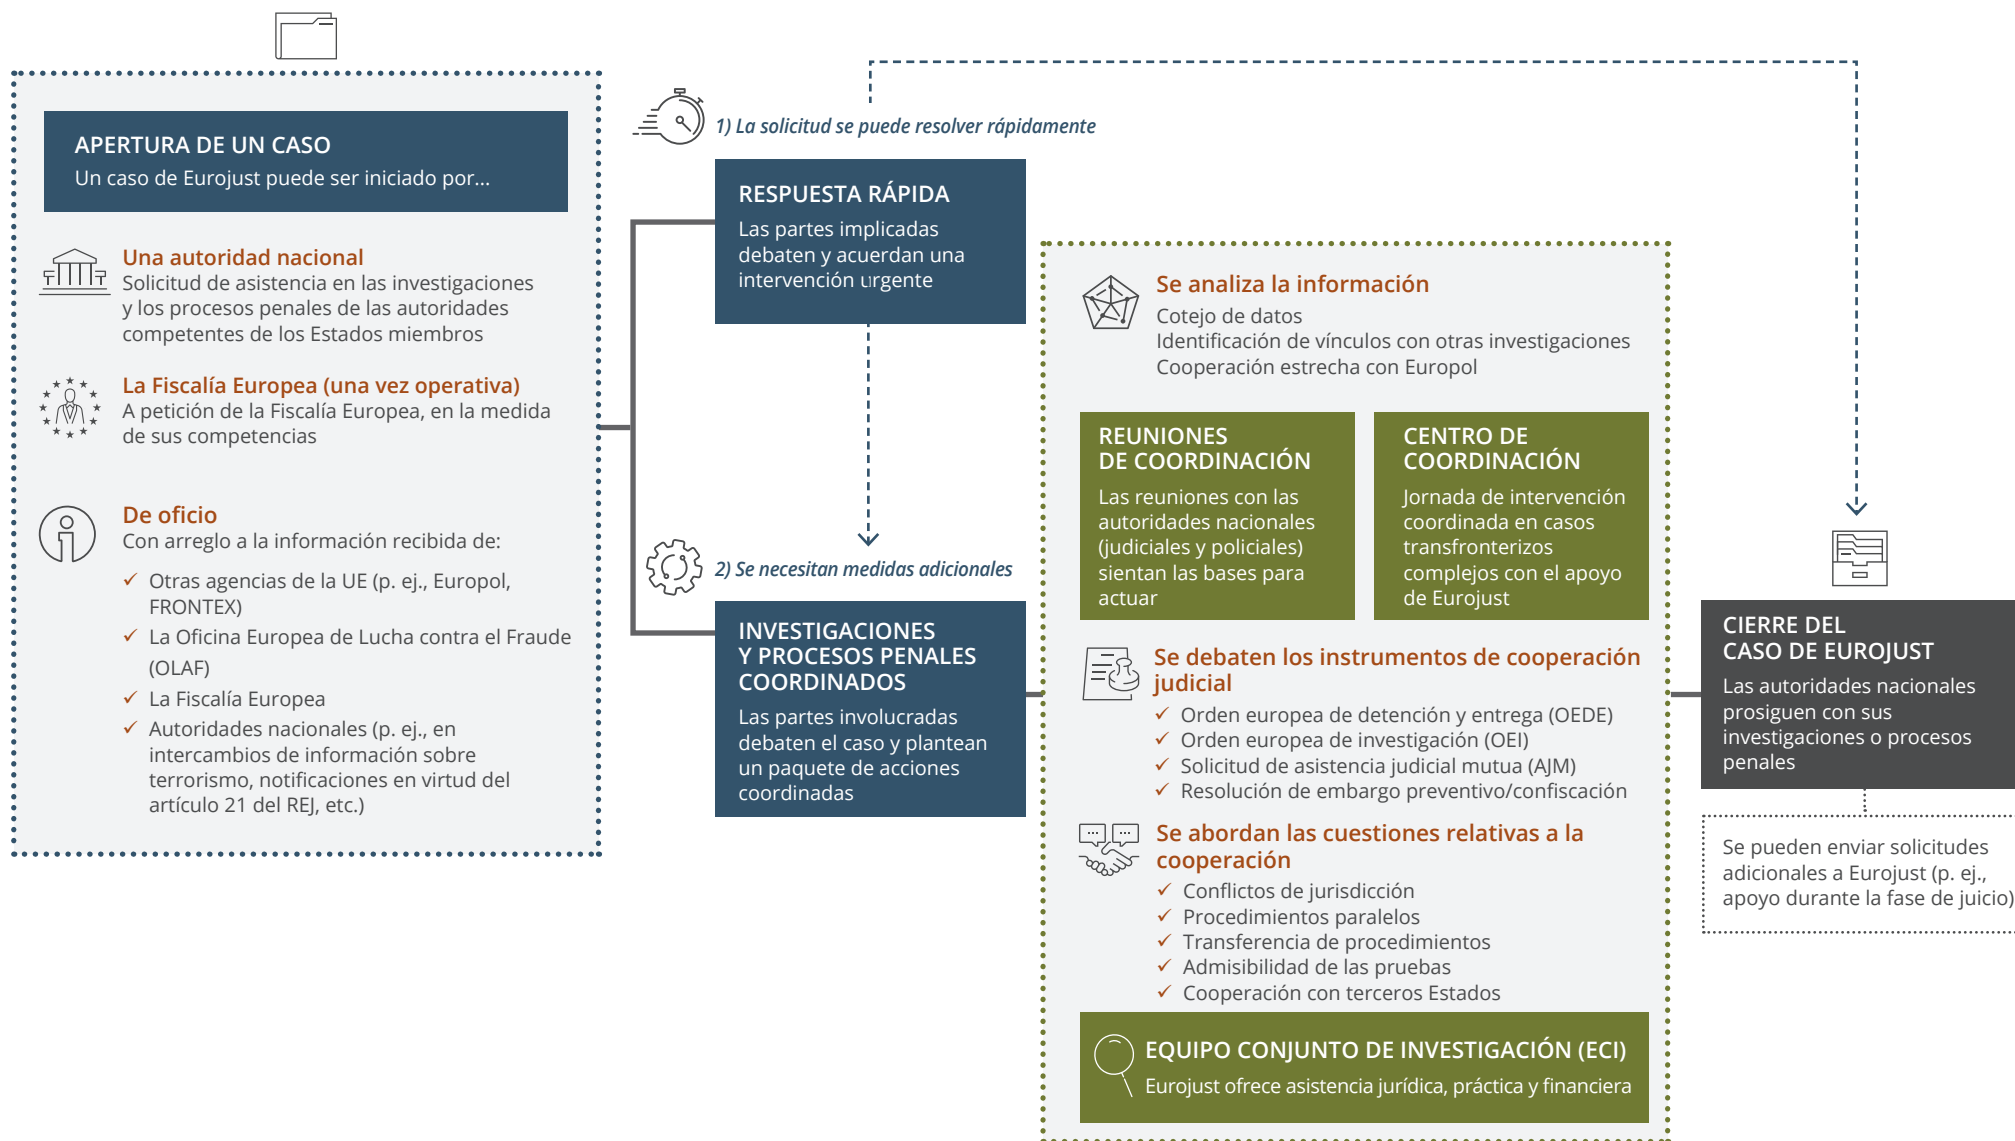 APERTURA DE UN CASO
Un caso de Eurojust puede ser iniciado por...
Una autoridad nacional
Solicitud de asistencia en las investigaciones
y los procesos penales de las autoridades
competentes de los Estados miembros
La Fiscalía Europea (una vez operativa)
A petición de la Fiscalía Europea, en la medida
de sus competencias
De oficio
Con arreglo a la información recibida de:
✓ Otras agencias de la UE (p. ej., Europol,
FRONTEX)
✓ La Oficina Europea de Lucha contra el Fraude
(OLAF)
✓ La Fiscalía Europea
✓ Autoridades nacionales (p. ej., en
intercambios de información sobre
terrorismo, notificaciones en virtud del
artículo 21 del REJ, etc.)
1) La solicitud se puede resolver rápidamente
RESPUESTA RÁPIDA
Las partes implicadas
debaten y acuerdan una
intervención urgente
2) Se necesitan medidas adicionales
INVESTIGACIONES
Y PROCESOS PENALES
COORDINADOS
Las partes involucradas
debaten el caso y plantean
un paquete de acciones
coordinadas
Se analiza la información
Cotejo de datos
Identificación de vínculos con otras investigaciones
Cooperación estrecha con Europol
REUNIONES
DE COORDINACIÓN
Las reuniones con las
autoridades nacionales
(judiciales y policiales)
sientan las bases para
actuar
CENTRO DE
COORDINACIÓN
Jornada de intervención
coordinada en casos
transfronterizos
complejos con el apoyo
de Eurojust
Se debaten los instrumentos de cooperación
judicial
✓ Orden europea de detención y entrega (OEDE)
✓ Orden europea de investigación (OEI)
✓ Solicitud de asistencia judicial mutua (AJM)
✓ Resolución de embargo preventivo/confiscación
Se abordan las cuestiones relativas a la
cooperación
✓ Conflictos de jurisdicción
✓ Procedimientos paralelos
✓ Transferencia de procedimientos
✓ Admisibilidad de las pruebas
✓ Cooperación con terceros Estados
EQUIPO CONJUNTO DE INVESTIGACIÓN (ECI)
Eurojust ofrece asistencia jurídica, práctica y financiera
CIERRE DEL
CASO DE EUROJUST
Las autoridades nacionales
prosiguen con sus
investigaciones o procesos
penales
Se pueden enviar solicitudes
adicionales a Eurojust (p. ej.,
apoyo durante la fase de juicio)